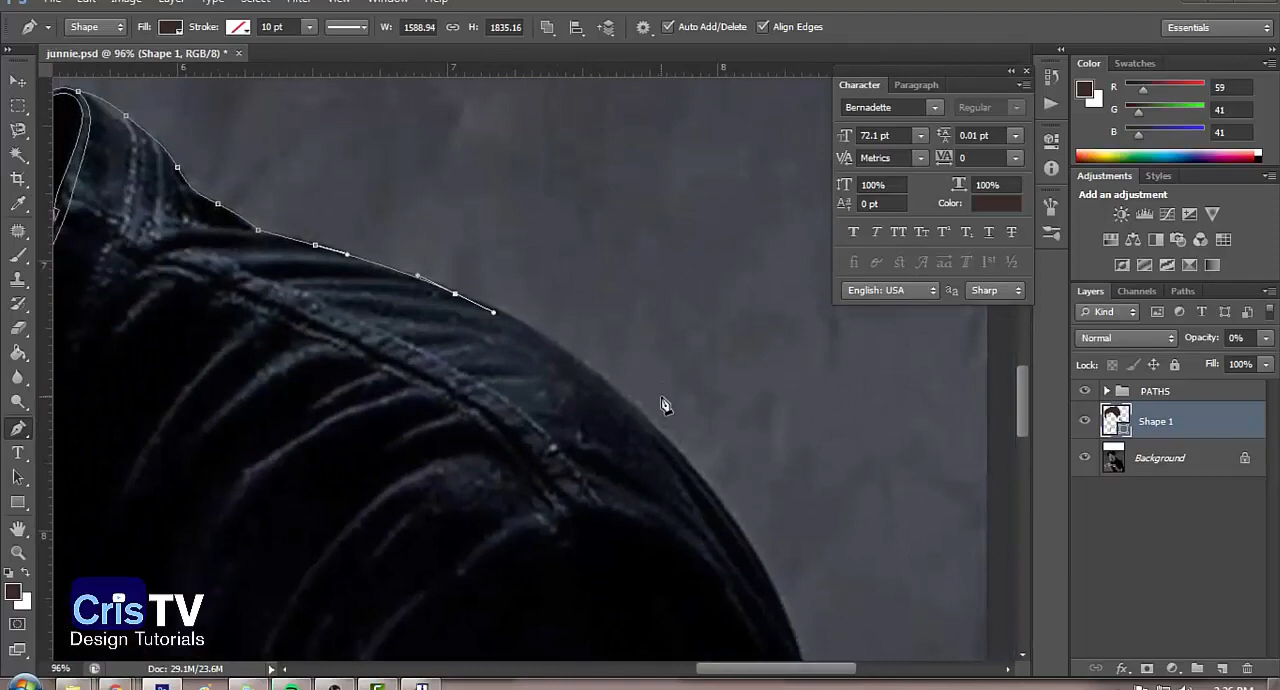 Shape Fill: Stroke: 10 pt W: 1588.94 H: 1835.16 Auto Add/Delete Align Edges Essentials
junnie.psd @ 96% (Shape 1, RGB/8) * ×
6 7 8
7
8
Character Paragraph
Bernadette Regular
72.1 pt 0.01 pt
Metrics 0
100% 100%
0 pt Color:
English: USA Sharp
Color Swatches
R 59
G 41
B 41
Adjustments Styles
Add an adjustment
Layers Channels Paths
Kind
Normal Opacity: 0%
Lock: Fill: 100%
PATHS
Shape 1
Background
CrisTV
Design Tutorials
96% Doc: 29.1M/23.6M